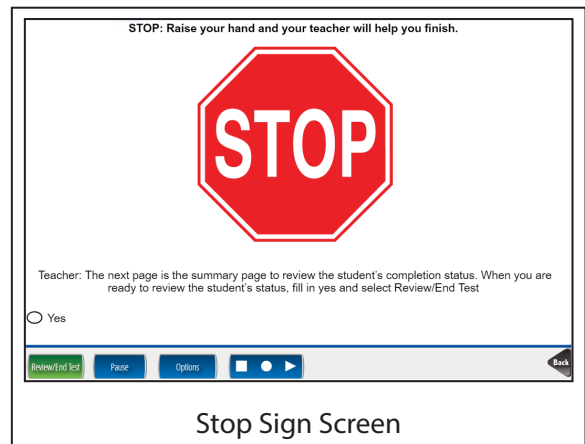 STOP: Raise your hand and your teacher will help you finish.
STOP
Teacher: The next page is the summary page to review the student's completion status. When you are
ready to review the student's status, fill in yes and select Review/End Test
Yes
Review/End Test Pause Options Back
Stop Sign Screen